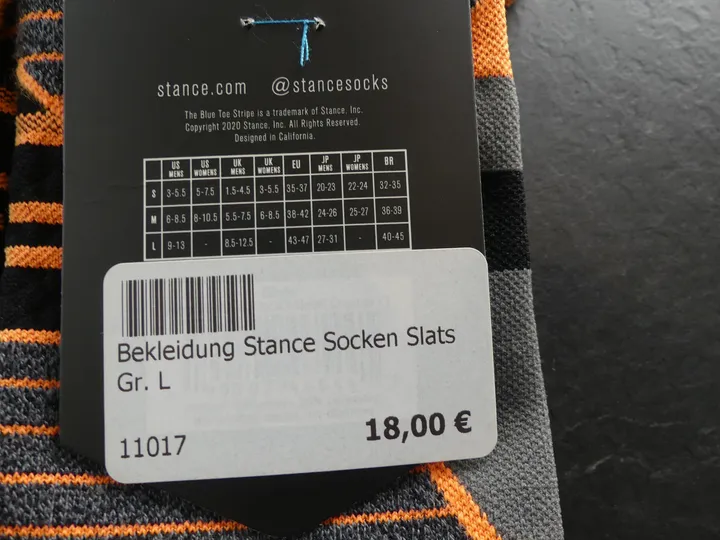 stance.com @stancesocks
The Blue Toe Stripe is a trademark of Stance, Inc.
Copyright 2020 Stance, Inc. All Rights Reserved.
Designed in California.
US MENS US WOMENS UK MENS UK WOMENS EU JP MENS JP WOMENS BR
S 3-5.5 5-7.5 1.5-4.5 3-5.5 35-37 20-23 22-24 32-35
M 6-8.5 8-10.5 5.5-7.5 6-8.5 38-42 24-26 25-27 36-39
L 9-13 - 8.5-12.5 - 43-47 27-31 - 40-45
Bekleidung Stance Socken Slats
Gr. L
11017 18,00 €